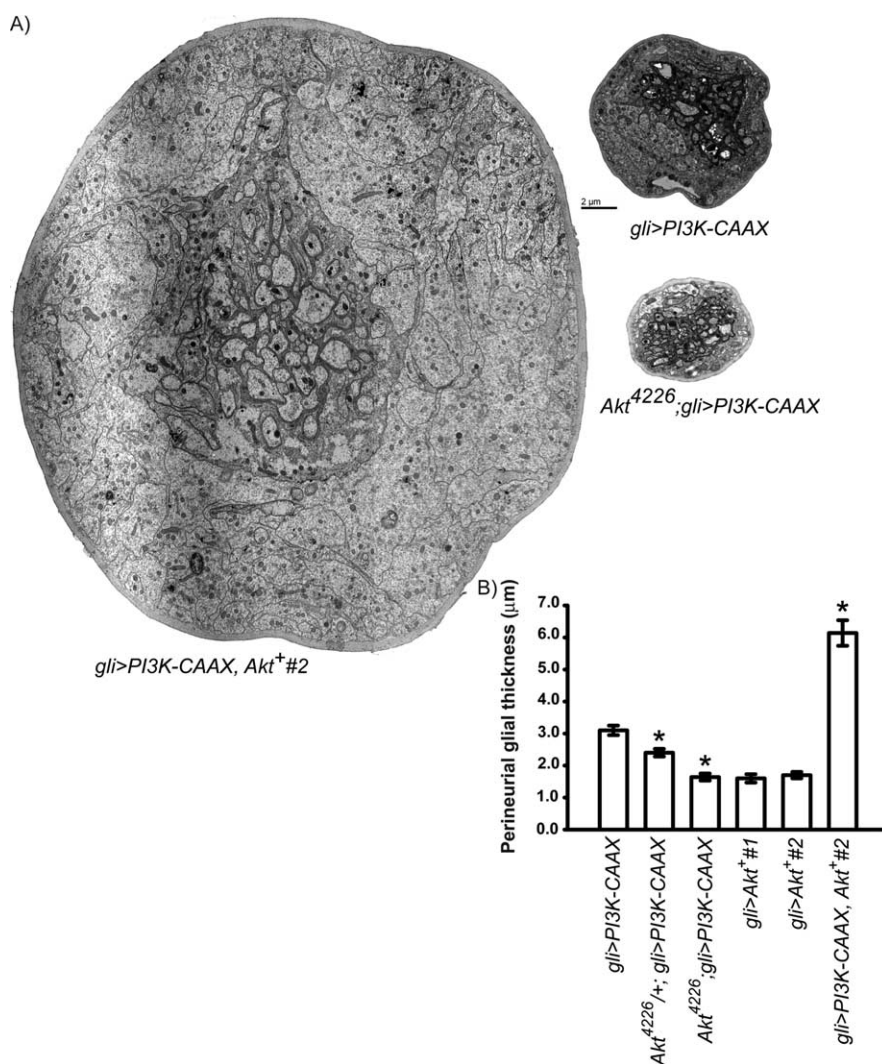 A)
2 µm
gli>PI3K-CAAX
Akt4226;gli>PI3K-CAAX
gli>PI3K-CAAX, Akt+#2
B)
Perineurial glial thickness (µm)
7.0
6.0
5.0
4.0
3.0
2.0
1.0
0.0
*
*
*
gli>PI3K-CAAX
Akt4226/+; gli>PI3K-CAAX
Akt4226;gli>PI3K-CAAX
gli>Akt+#1
gli>Akt+#2
gli>PI3K-CAAX, Akt+#2